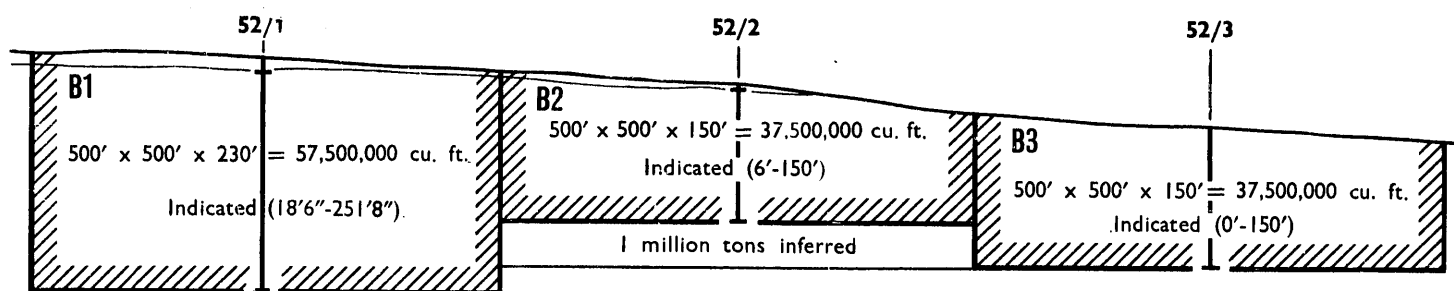 52/1
52/2
52/3
B1
500' x 500' x 230' = 57,500,000 cu. ft.
Indicated (18'6"-251'8").
B2
500' x 500' x 150' = 37,500,000 cu. ft.
Indicated (6'-150')
1 million tons inferred
B3
500' x 500' x 150' = 37,500,000 cu. ft.
Indicated (0'-150')